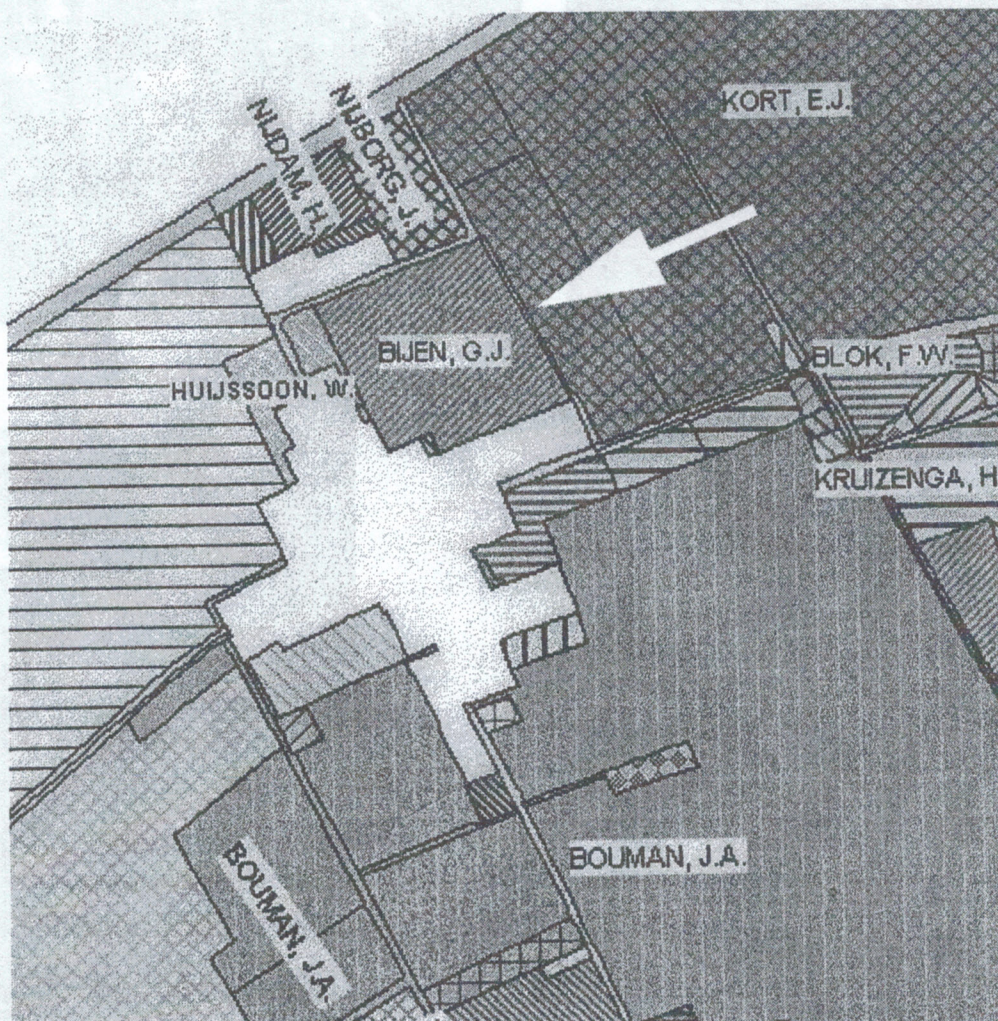 KORT, E.J.
NIJBORG, J.
NIJDAM, H.
BIJEN, G.J.
BLOK, F.W.
HUIJSSOON, W.
KRUIZENGA, H
BOUMAN, J.A.
BOUMAN, J.A.